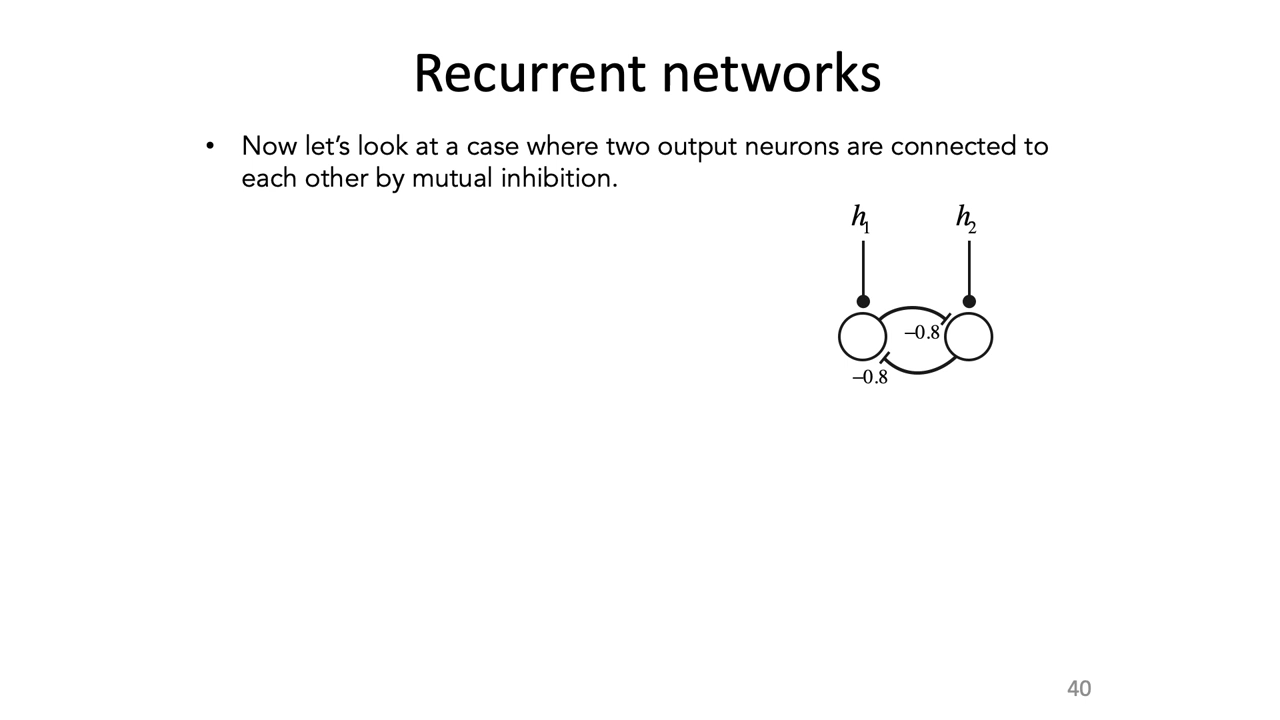 Recurrent networks
• Now let's look at a case where two output neurons are connected to
each other by mutual inhibition.
h1 h2
−0.8
−0.8
40